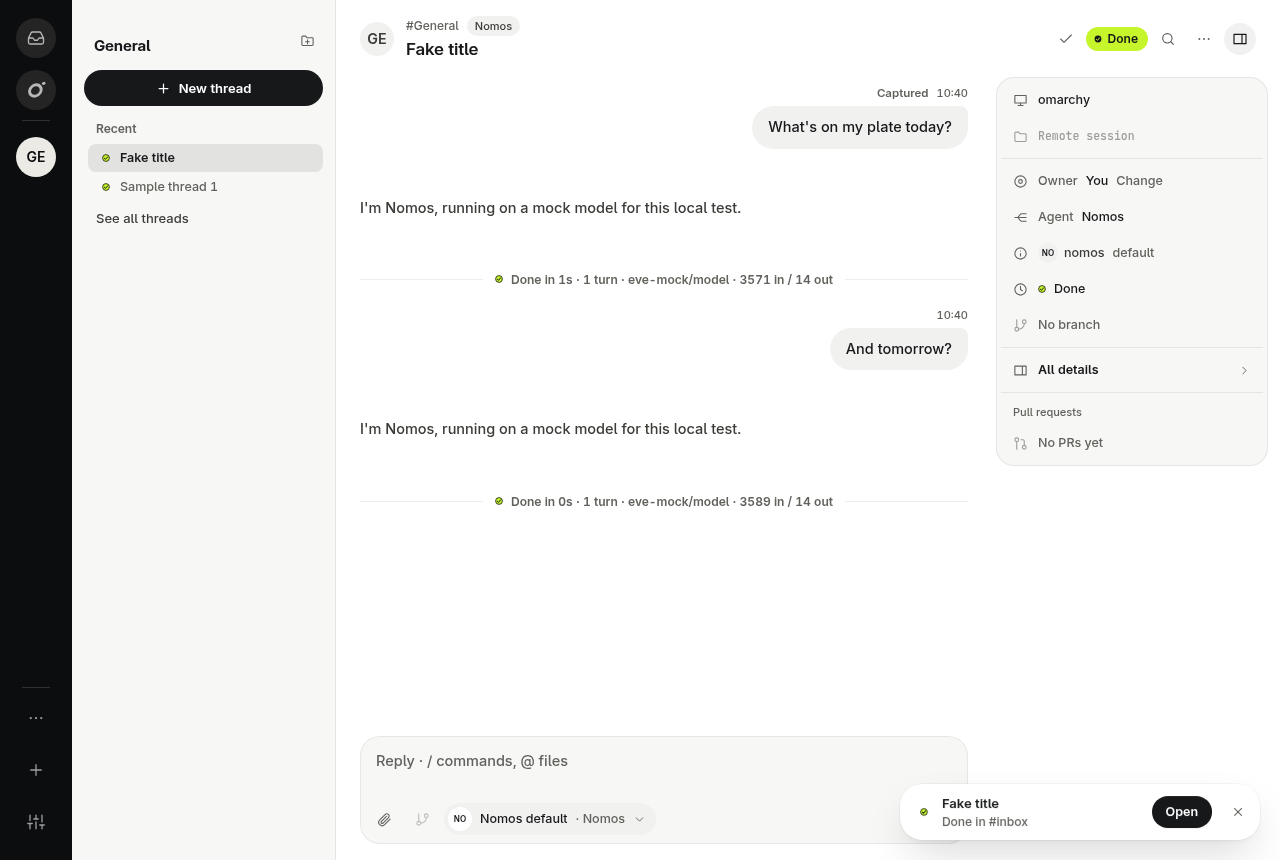 GE
General
New thread
Recent
Fake title
Sample thread 1
See all threads
GE
#General Nomos
Fake title
Done
Captured 10:40
What's on my plate today?
I'm Nomos, running on a mock model for this local test.
Done in 1s · 1 turn · eve-mock/model · 3571 in / 14 out
10:40
And tomorrow?
I'm Nomos, running on a mock model for this local test.
Done in 0s · 1 turn · eve-mock/model · 3589 in / 14 out
Reply · / commands, @ files
NO Nomos default · Nomos
omarchy
Remote session
Owner You Change
Agent Nomos
NO nomos default
Done
No branch
All details
Pull requests
No PRs yet
Fake title
Done in #inbox
Open